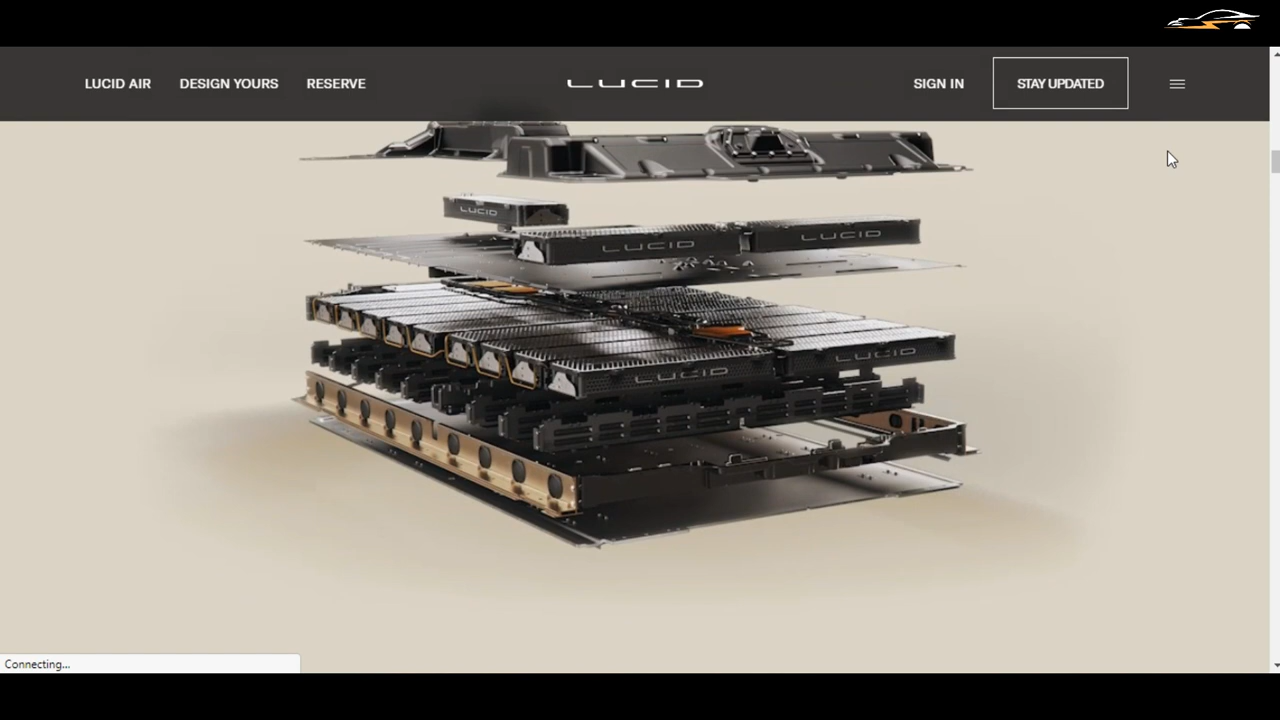 LUCID AIR DESIGN YOURS RESERVE LUCID SIGN IN STAY UPDATED
LUCID
LUCID LUCID
LUCID
LUCID
Connecting...